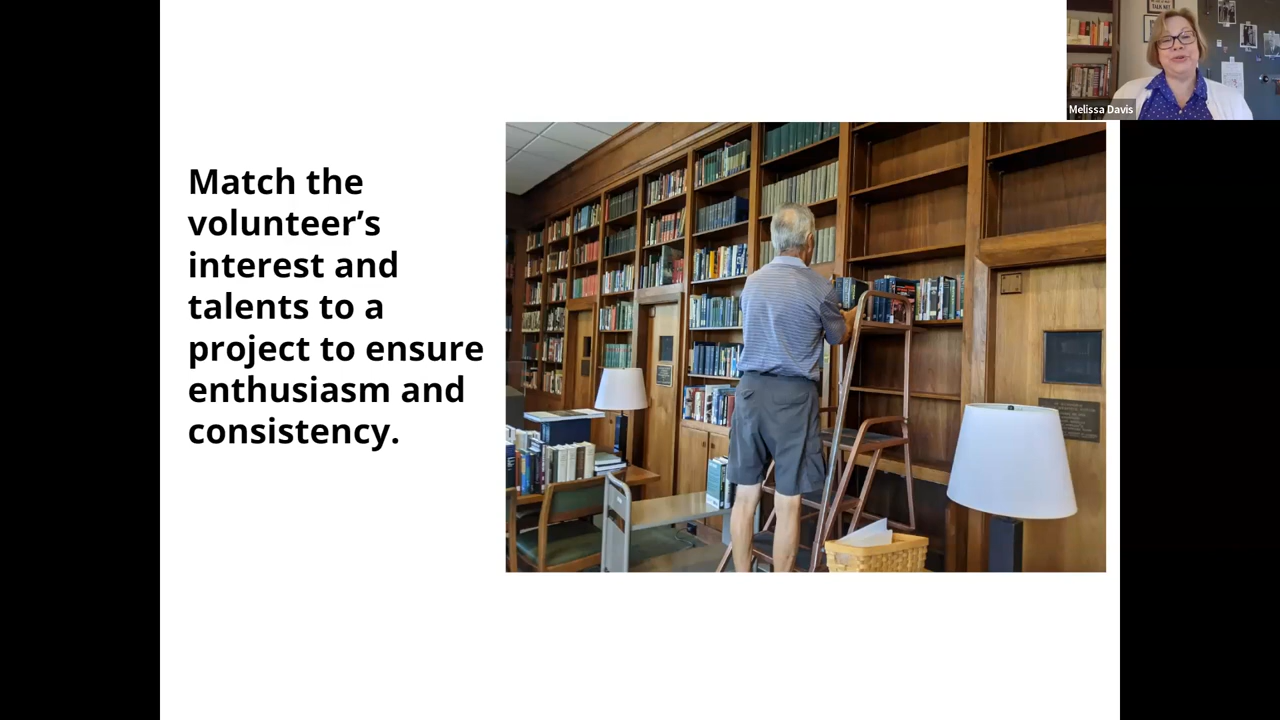 Melissa Davis
Match the
volunteer’s
interest and
talents to a
project to ensure
enthusiasm and
consistency.